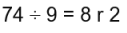 74 ÷ 9 = 8 r 2